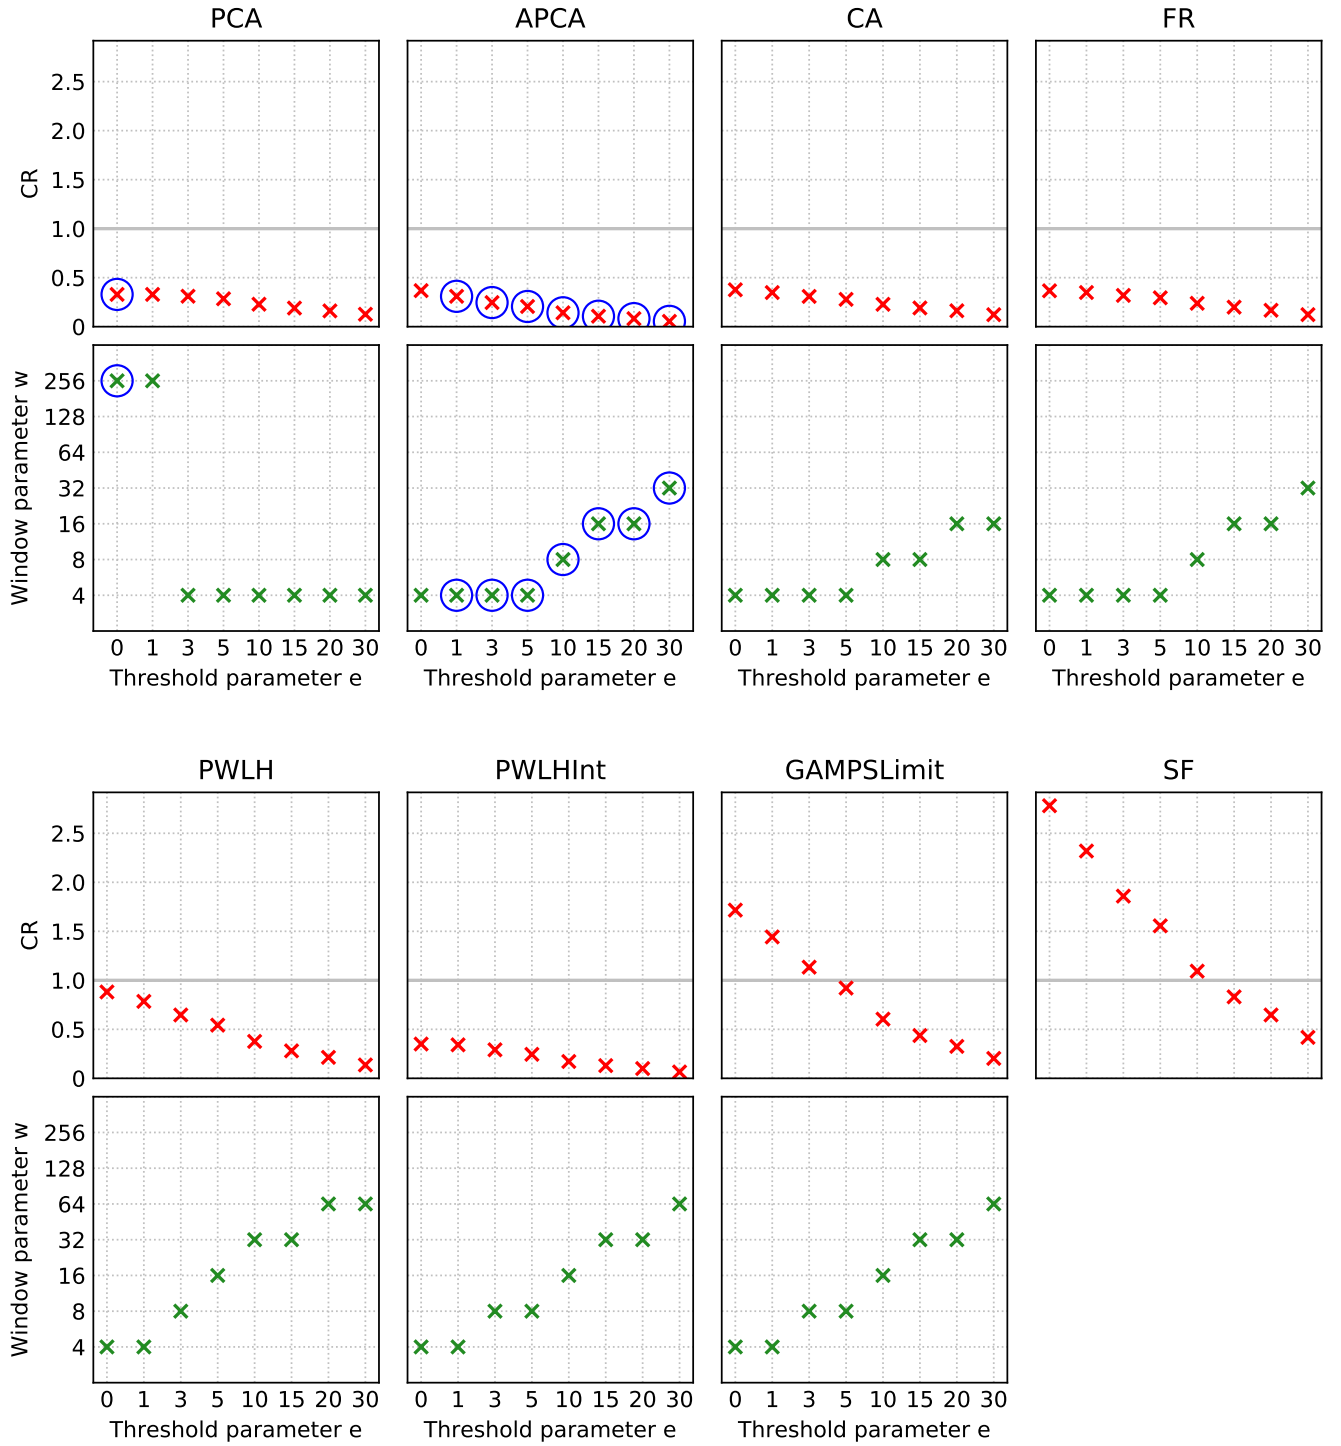 PCA APCA CA FR
CR
2.5
2.0
1.5
1.0
0.5
0
Window parameter w
256
128
64
32
16
8
4
0 1 3 5 10 15 20 30 0 1 3 5 10 15 20 30 0 1 3 5 10 15 20 30 0 1 3 5 10 15 20 30
Threshold parameter e Threshold parameter e Threshold parameter e Threshold parameter e
PWLH PWLHInt GAMPSLimit SF
CR
2.5
2.0
1.5
1.0
0.5
0
Window parameter w
256
128
64
32
16
8
4
0 1 3 5 10 15 20 30 0 1 3 5 10 15 20 30 0 1 3 5 10 15 20 30
Threshold parameter e Threshold parameter e Threshold parameter e